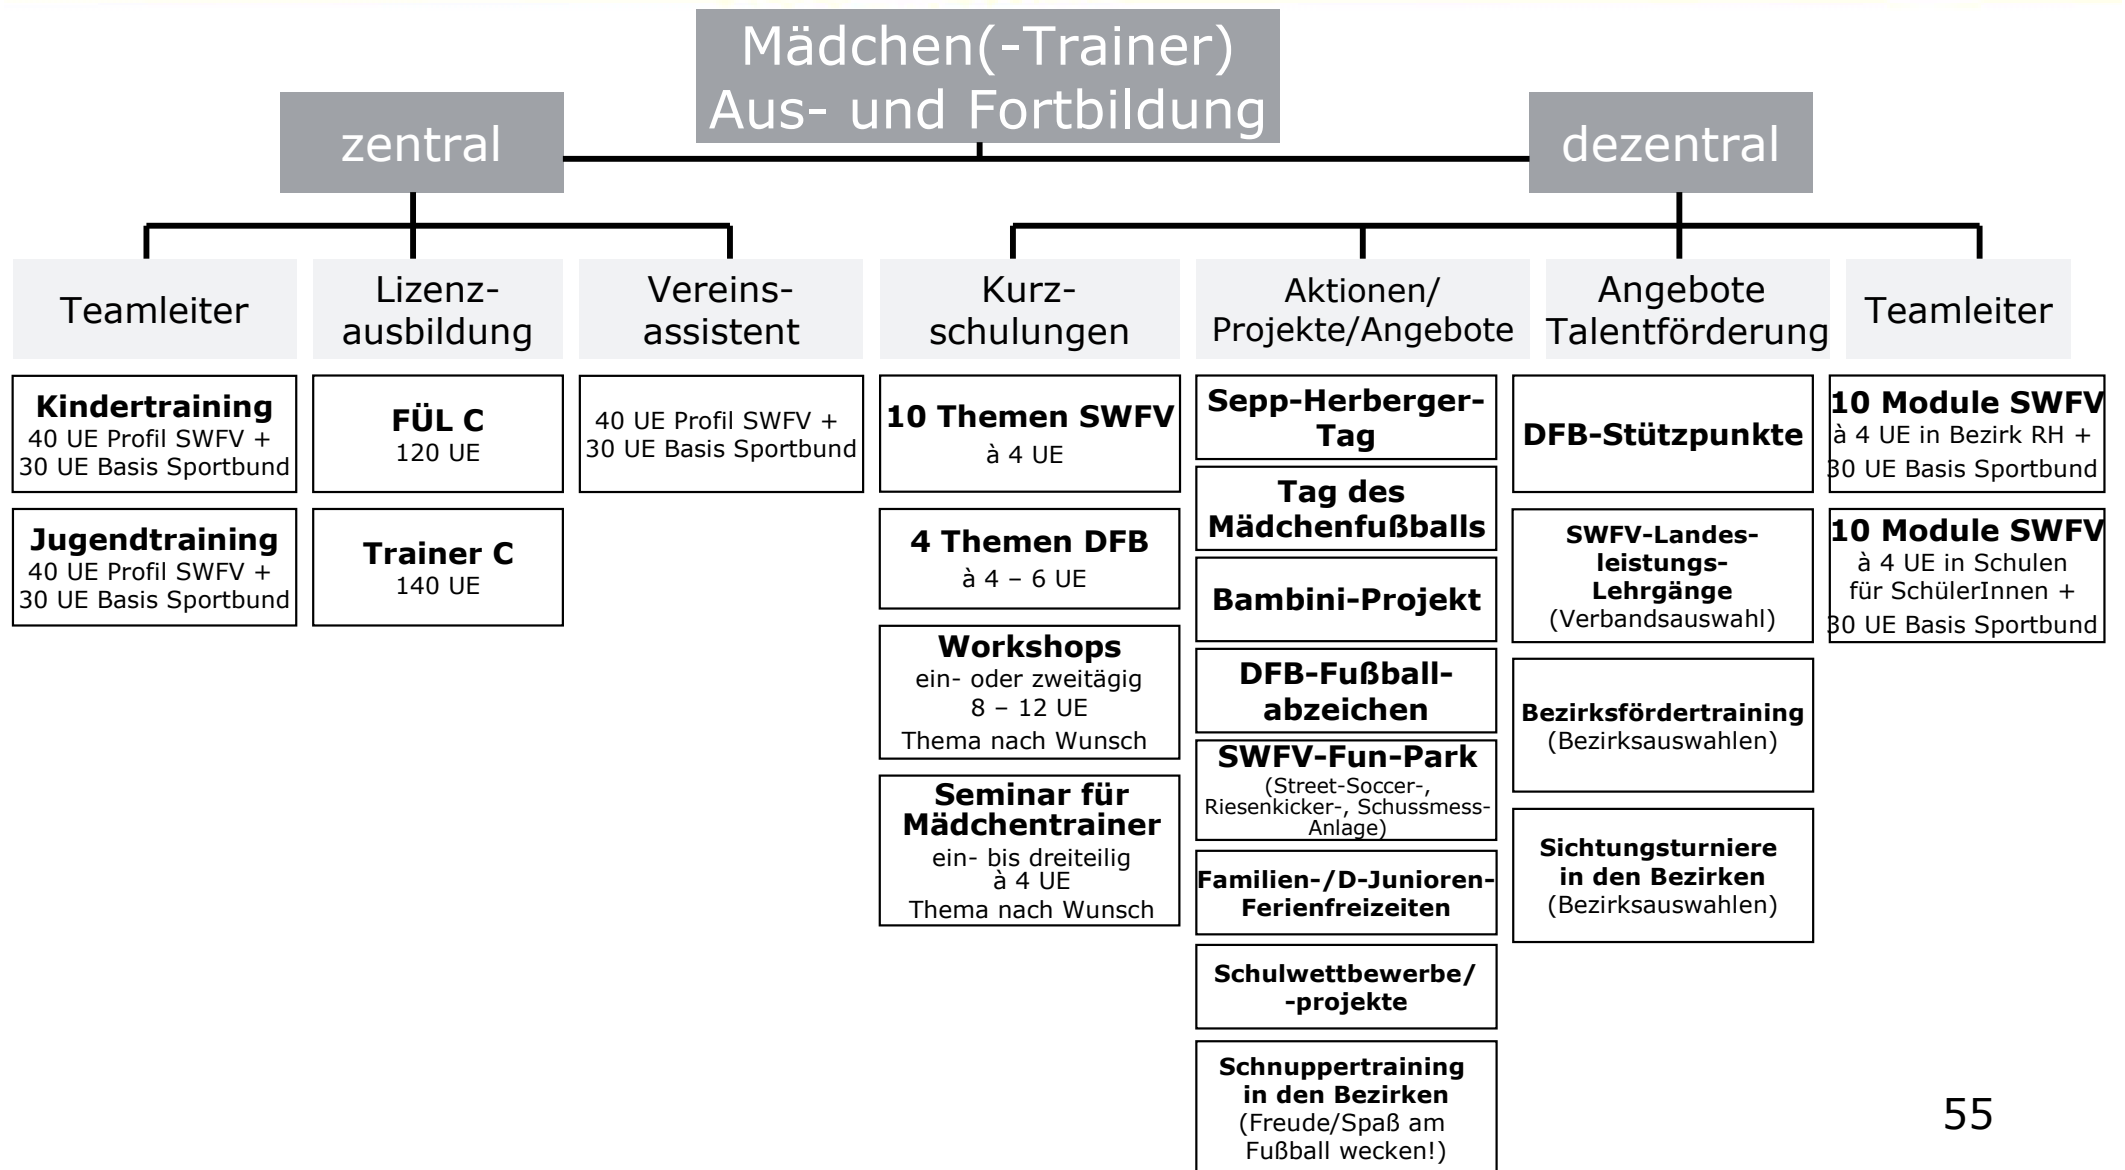 Mädchen(-Trainer)
Aus- und Fortbildung
zentral
dezentral
Teamleiter
Kindertraining
40 UE Profil SWFV +
30 UE Basis Sportbund
Jugendtraining
40 UE Profil SWFV +
30 UE Basis Sportbund
Lizenz-
ausbildung
FÜL C
120 UE
Trainer C
140 UE
Vereins-
assistent
40 UE Profil SWFV +
30 UE Basis Sportbund
Kurz-
schulungen
10 Themen SWFV
à 4 UE
4 Themen DFB
à 4 – 6 UE
Workshops
ein- oder zweitägig
8 – 12 UE
Thema nach Wunsch
Seminar für
Mädchentrainer
ein- bis dreiteilig
à 4 UE
Thema nach Wunsch
Aktionen/
Projekte/Angebote
Sepp-Herberger-
Tag
Tag des
Mädchenfußballs
Bambini-Projekt
DFB-Fußball-
abzeichen
SWFV-Fun-Park
(Street-Soccer-,
Riesenkicker-, Schussmess-
Anlage)
Familien-/D-Junioren-
Ferienfreizeiten
Schulwettbewerbe/
-projekte
Schnuppertraining
in den Bezirken
(Freude/Spaß am
Fußball wecken!)
Angebote
Talentförderung
DFB-Stützpunkte
SWFV-Landes-
leistungs-
Lehrgänge
(Verbandsauswahl)
Bezirksfördertraining
(Bezirksauswahlen)
Sichtungsturniere
in den Bezirken
(Bezirksauswahlen)
Teamleiter
10 Module SWFV
à 4 UE in Bezirk RH +
30 UE Basis Sportbund
10 Module SWFV
à 4 UE in Schulen
für SchülerInnen +
30 UE Basis Sportbund
55